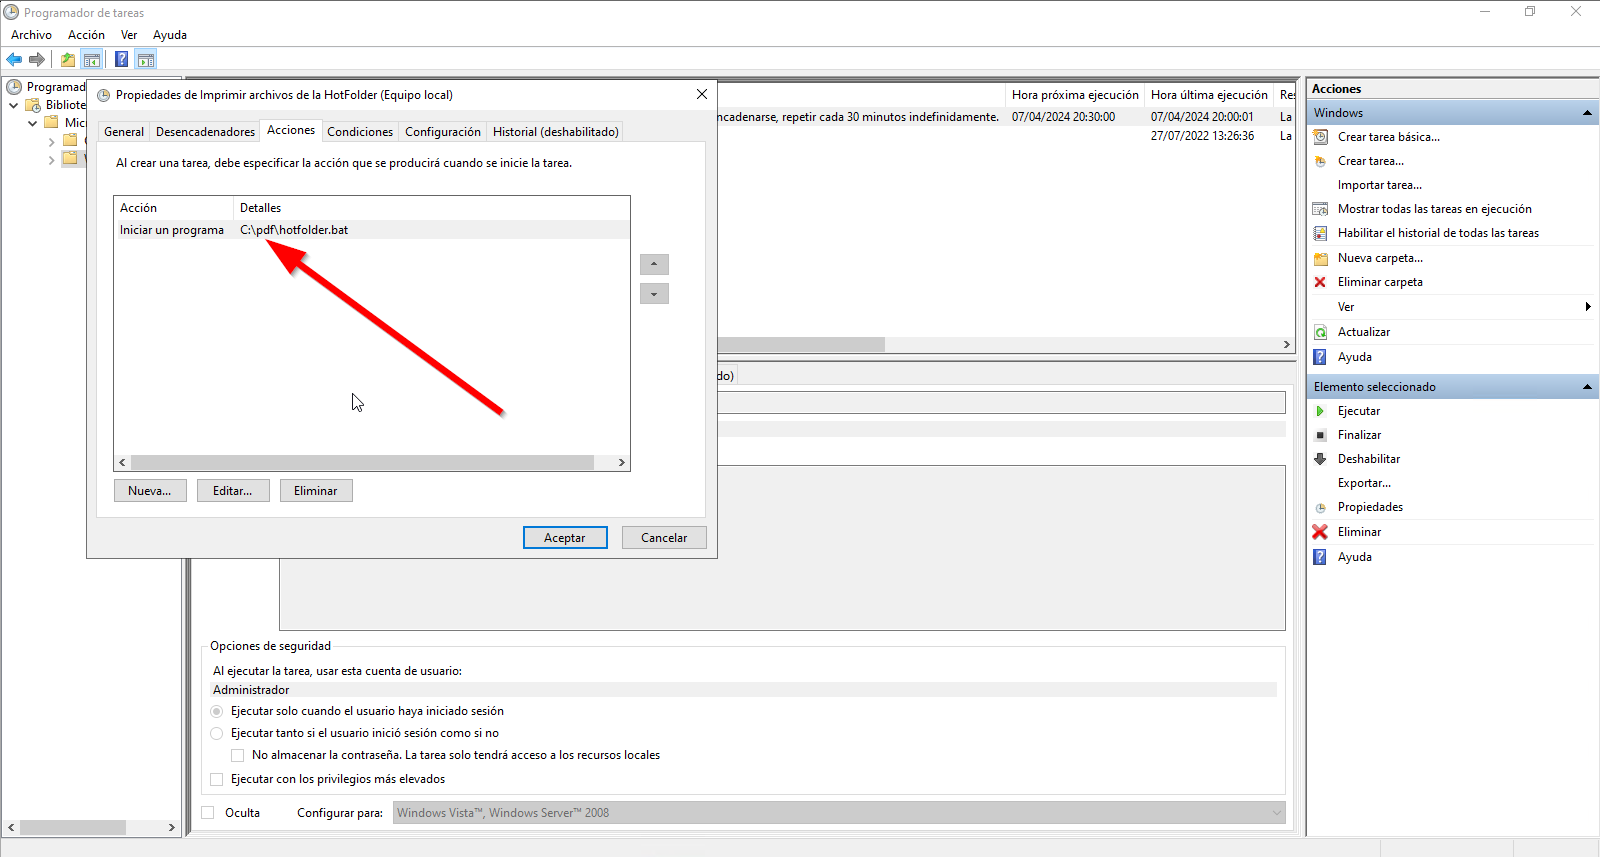 Programador de tareas
Archivo Acción Ver Ayuda
Programad
Bibliote
Mic
Propiedades de Imprimir archivos de la HotFolder (Equipo local)
General Desencadenadores Acciones Condiciones Configuración Historial (deshabilitado)
Al crear una tarea, debe especificar la acción que se producirá cuando se inicie la tarea.
Acción Detalles
Iniciar un programa C:\pdf\hotfolder.bat
Nueva... Editar... Eliminar
Aceptar Cancelar
Hora próxima ejecución Hora última ejecución Res
ncadenarse, repetir cada 30 minutos indefinidamente. 07/04/2024 20:30:00 07/04/2024 20:00:01 La
27/07/2022 13:26:36 La
do)
Opciones de seguridad
Al ejecutar la tarea, usar esta cuenta de usuario:
Administrador
Ejecutar solo cuando el usuario haya iniciado sesión
Ejecutar tanto si el usuario inició sesión como si no
No almacenar la contraseña. La tarea solo tendrá acceso a los recursos locales
Ejecutar con los privilegios más elevados
Oculta Configurar para: Windows Vista™, Windows Server™ 2008
Acciones
Windows
Crear tarea básica...
Crear tarea...
Importar tarea...
Mostrar todas las tareas en ejecución
Habilitar el historial de todas las tareas
Nueva carpeta...
Eliminar carpeta
Ver
Actualizar
Ayuda
Elemento seleccionado
Ejecutar
Finalizar
Deshabilitar
Exportar...
Propiedades
Eliminar
Ayuda